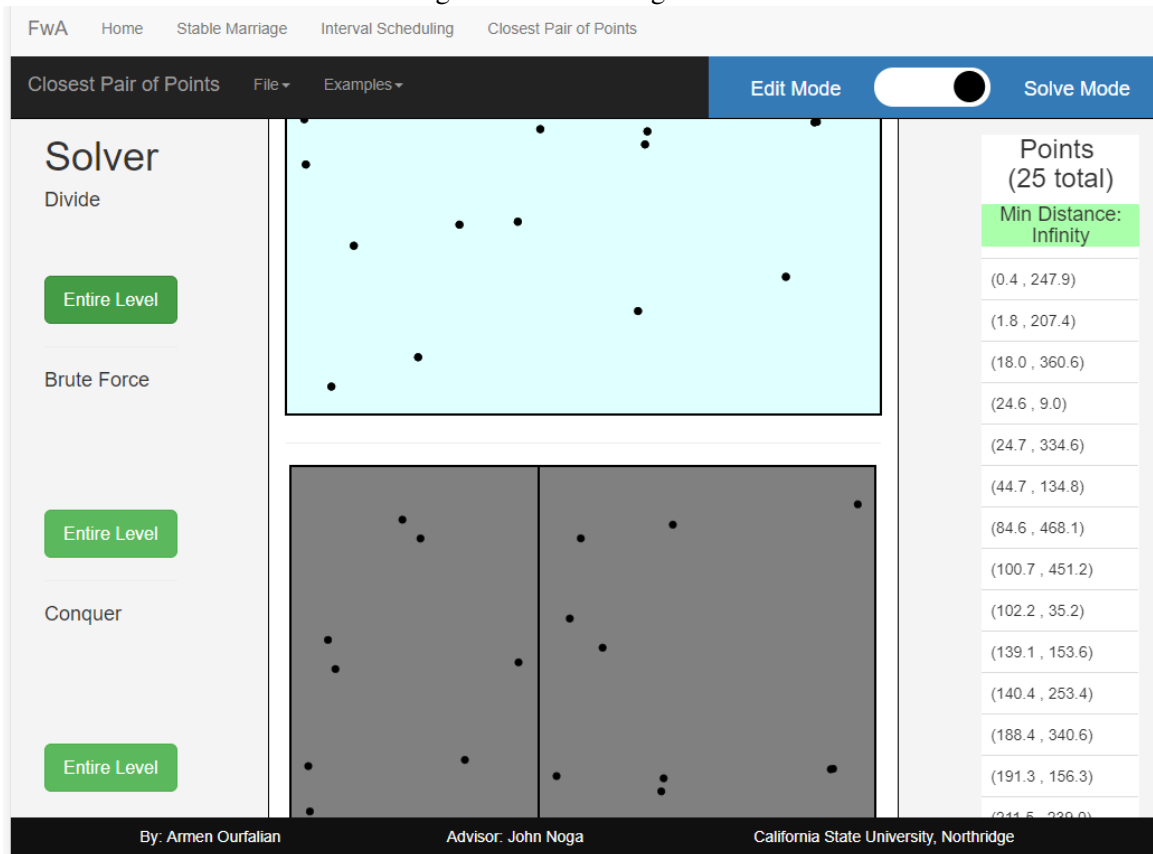 FwA Home Stable Marriage Interval Scheduling Closest Pair of Points
Closest Pair of Points File Examples Edit Mode Solve Mode
Solver
Divide
Entire Level
Brute Force
Entire Level
Conquer
Entire Level
Points
(25 total)
Min Distance:
Infinity
(0.4 , 247.9)
(1.8 , 207.4)
(18.0 , 360.6)
(24.6 , 9.0)
(24.7 , 334.6)
(44.7 , 134.8)
(84.6 , 468.1)
(100.7 , 451.2)
(102.2 , 35.2)
(139.1 , 153.6)
(140.4 , 253.4)
(188.4 , 340.6)
(191.3 , 156.3)
By: Armen Ourfalian Advisor: John Noga California State University, Northridge